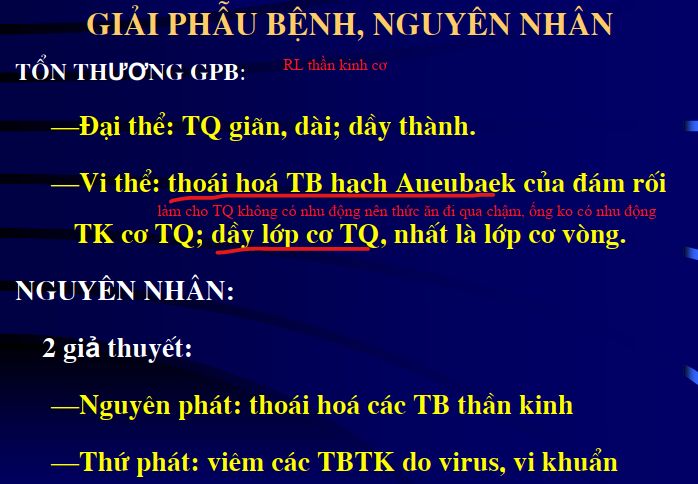 GIẢI PHẪU BỆNH, NGUYÊN NHÂN
TỔN THƯƠNG GPB:
RL thần kinh cơ
—Đại thể: TQ giãn, dài; dầy thành.
—Vi thể: thoái hoá TB hạch Aueubaek của đám rối
làm cho TQ không có nhu động nên thức ăn đi qua chậm, ống ko có nhu động
TK cơ TQ; dầy lớp cơ TQ, nhất là lớp cơ vòng.
NGUYÊN NHÂN:
2 giả thuyết:
—Nguyên phát: thoái hoá các TB thần kinh
—Thứ phát: viêm các TBTK do virus, vi khuẩn